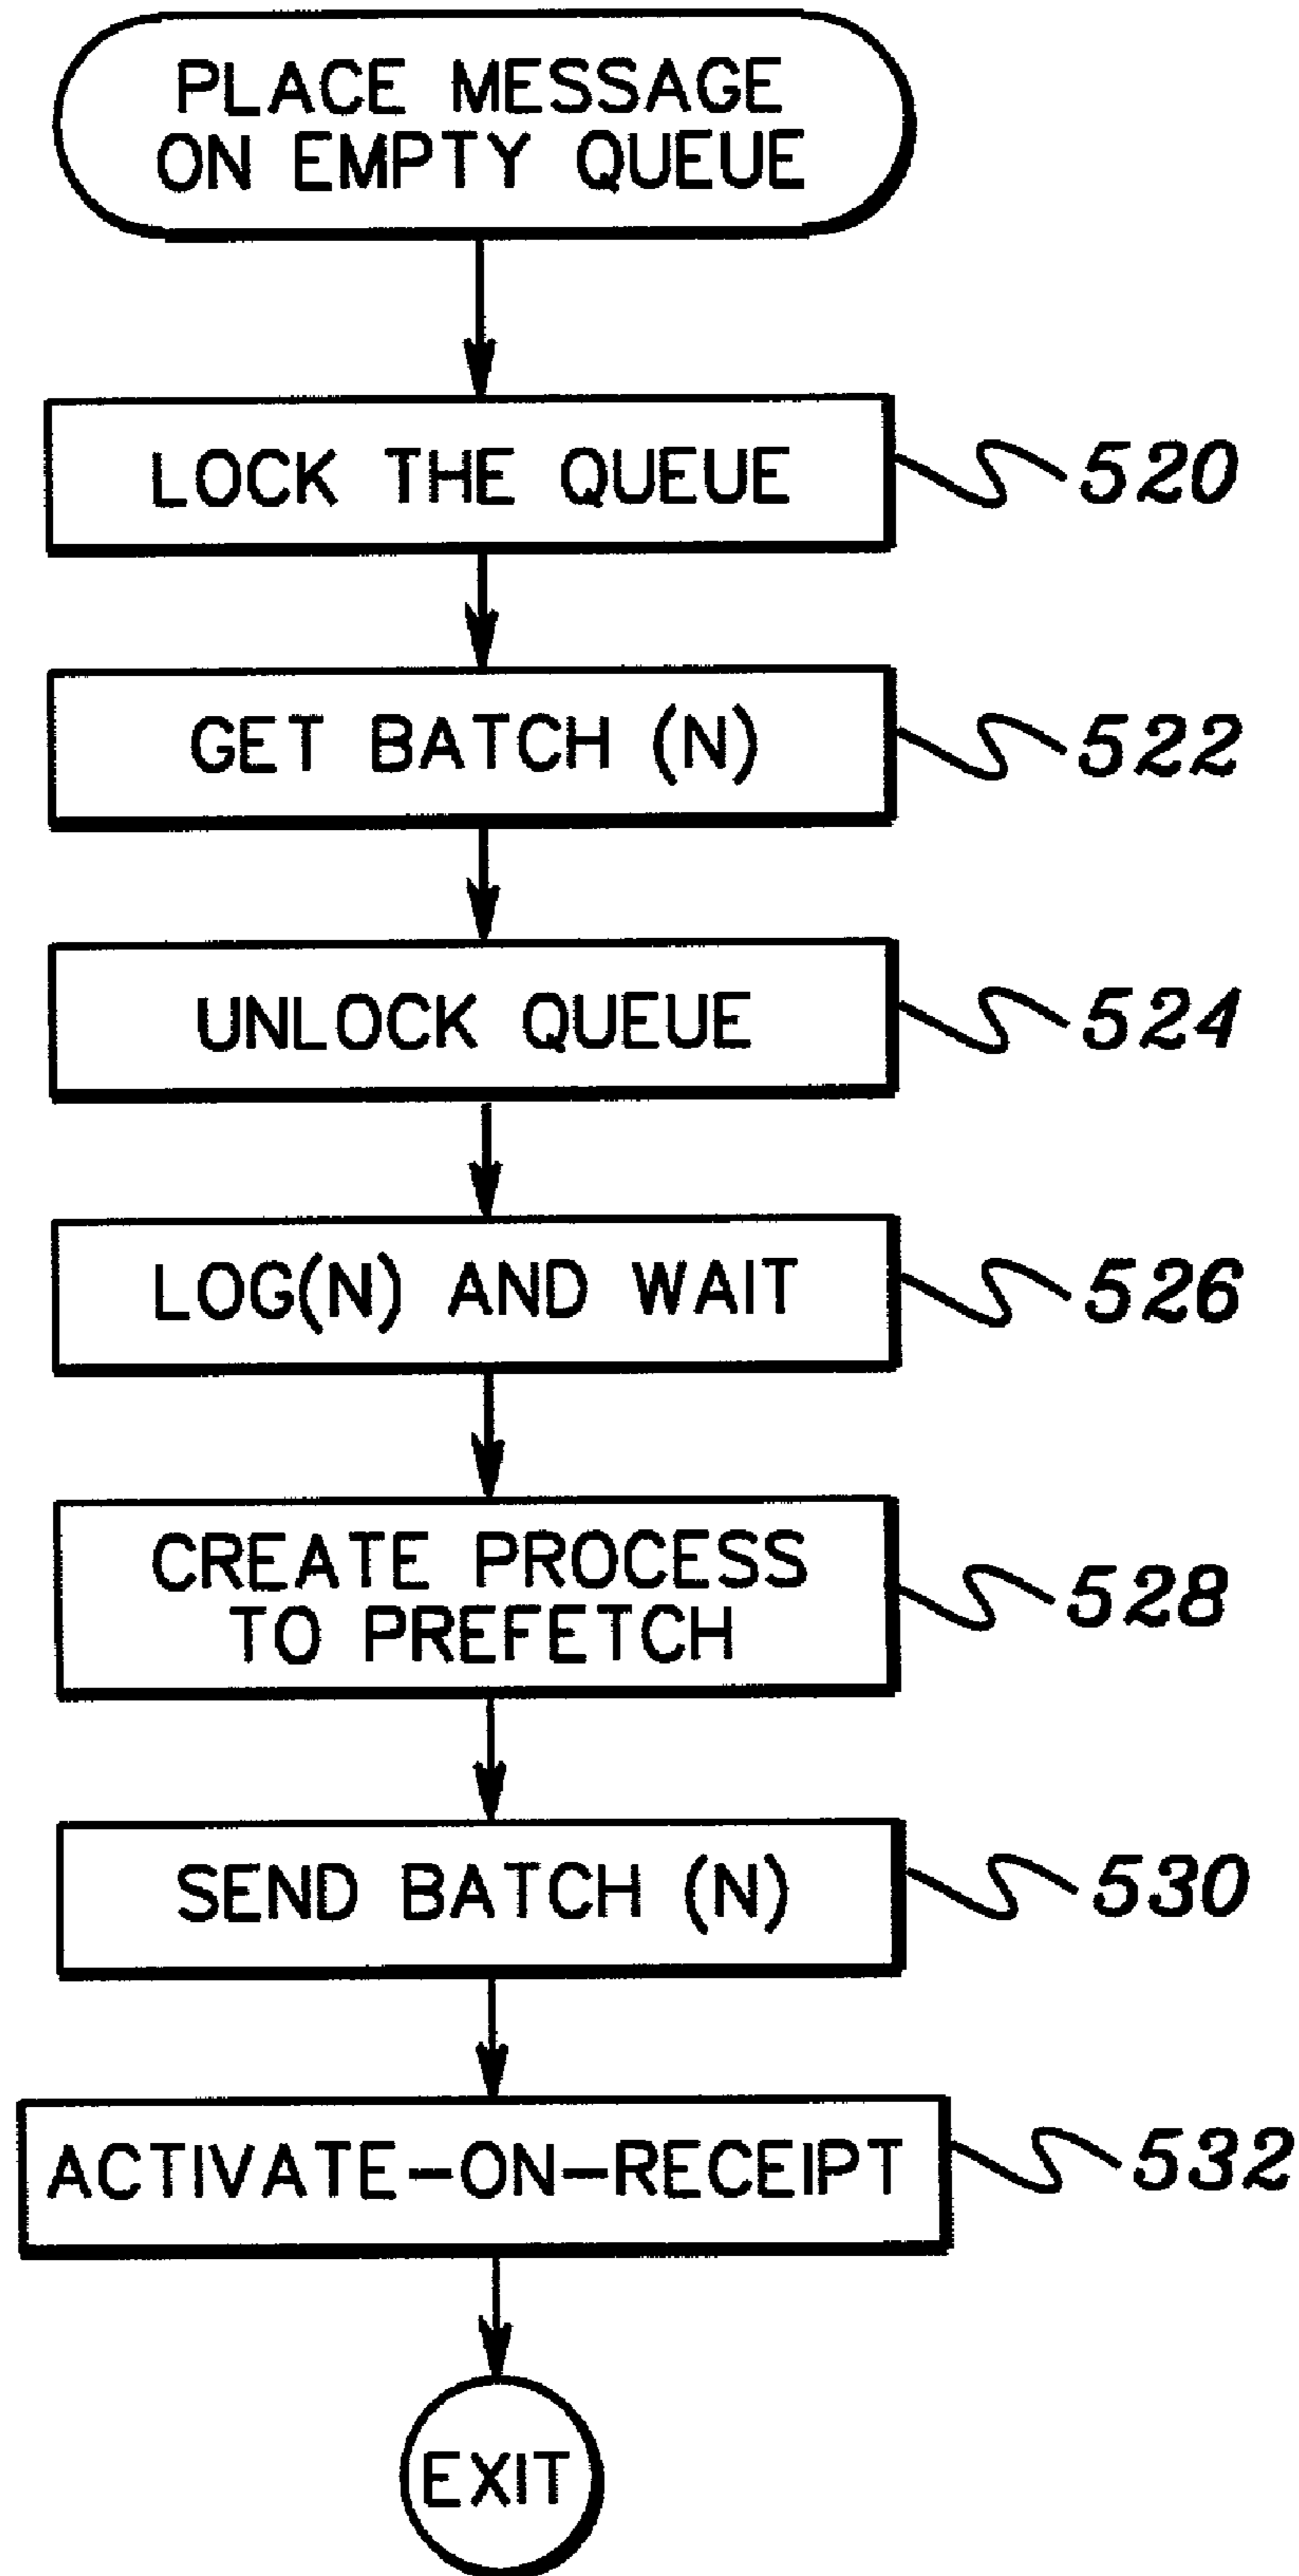 PLACE MESSAGE
ON EMPTY QUEUE
LOCK THE QUEUE
520
GET BATCH (N)
522
UNLOCK QUEUE
524
LOG(N) AND WAIT
526
CREATE PROCESS
TO PREFETCH
528
SEND BATCH (N)
530
ACTIVATE-ON-RECEIPT
532
EXIT